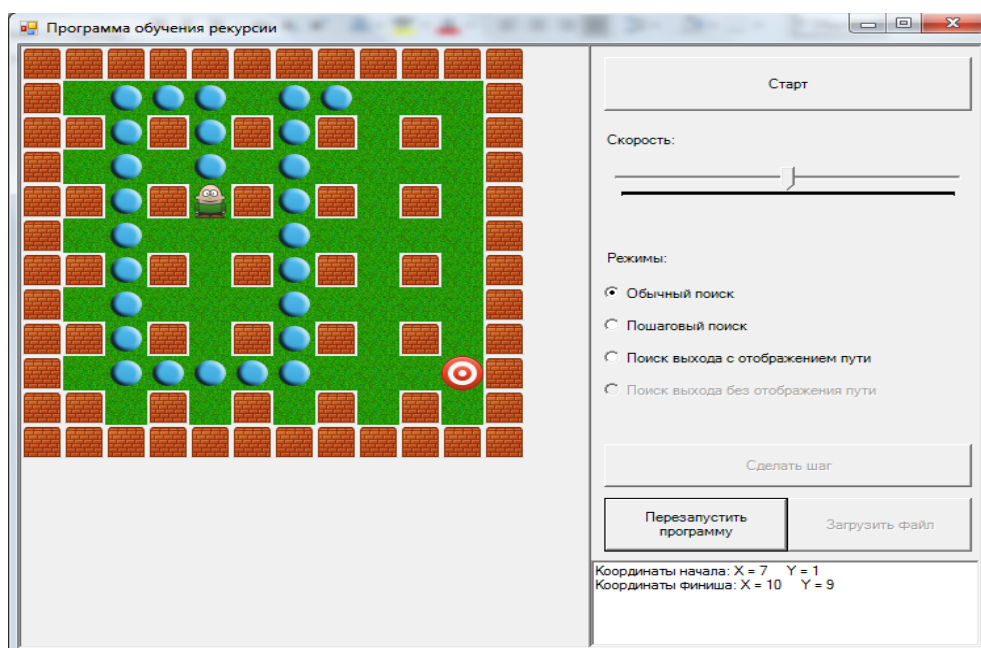 Программа обучения рекурсии
Старт
Скорость:
Режимы:
Обычный поиск
Пошаговый поиск
Поиск выхода с отображением пути
Поиск выхода без отображения пути
Сделать шаг
Перезапустить
программу
Загрузить файл
Координаты начала: X = 7 Y = 1
Координаты финиша: X = 10 Y = 9